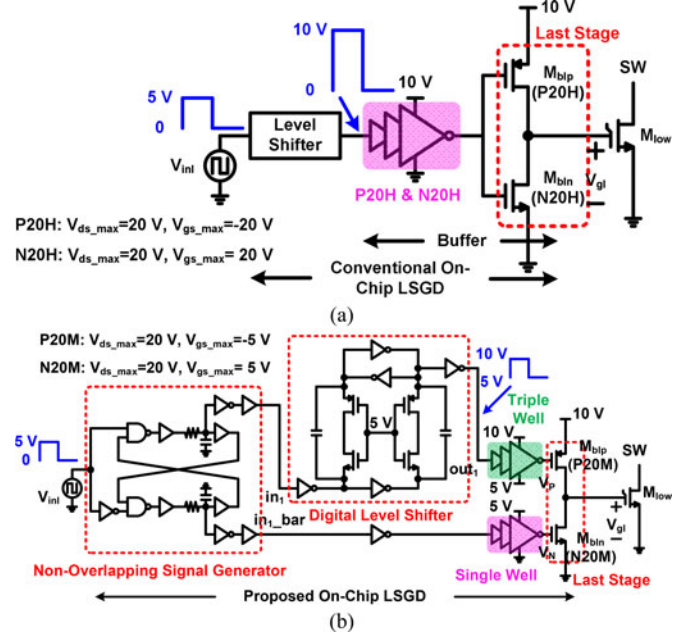 10 V
10 V
Last Stage
0
5 V
0
10 V
SW
Level Shifter
V_inl
M_blp (P20H)
M_low
P20H & N20H
M_bln (N20H)
+
V_gl
−
P20H: V_ds_max=20 V, V_gs_max=-20 V
N20H: V_ds_max=20 V, V_gs_max= 20 V
Buffer
Conventional On-Chip LSGD
(a)
P20M: V_ds_max=20 V, V_gs_max=-5 V
N20M: V_ds_max=20 V, V_gs_max= 5 V
10 V
5 V
Triple Well
10 V
5 V
0
5 V
10 V
SW
V_inl
M_blp (P20M)
V_P
M_low
out_1
5 V
in_1
5 V
+
V_gl
−
Digital Level Shifter
in_1_bar
V_N
M_bln (N20M)
Non-Overlapping Signal Generator
Single Well
Last Stage
Proposed On-Chip LSGD
(b)